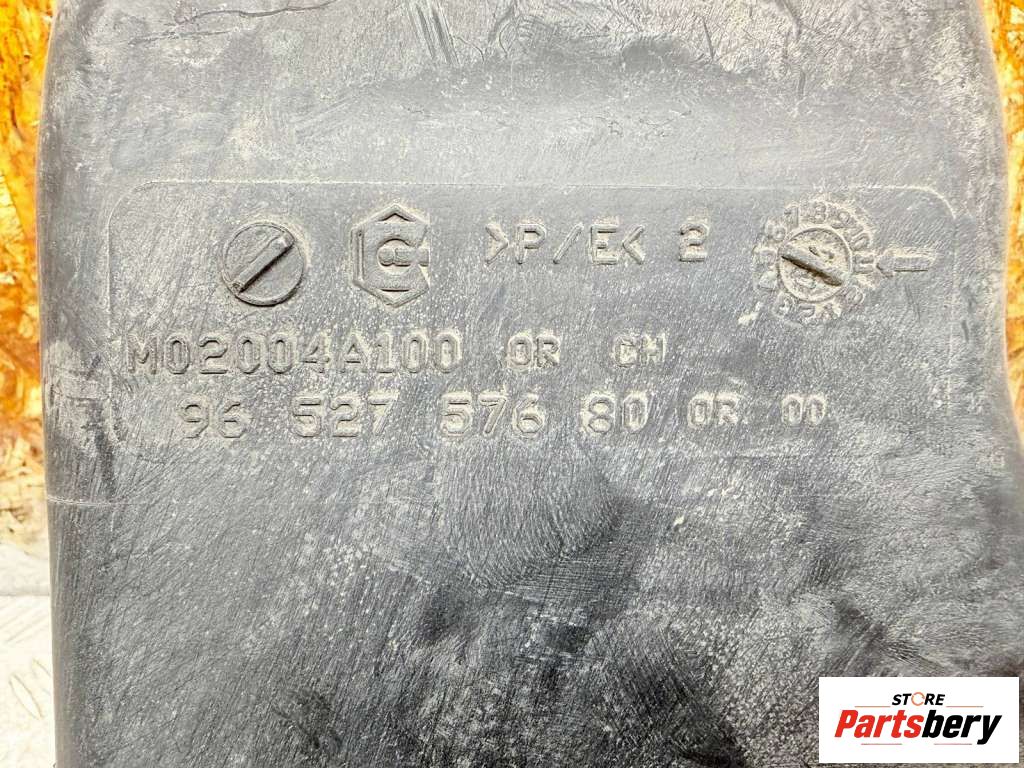 >P/E< 2
M02004A100 OR CH
96 527 576 80 OR 00
STORE
Partsbery